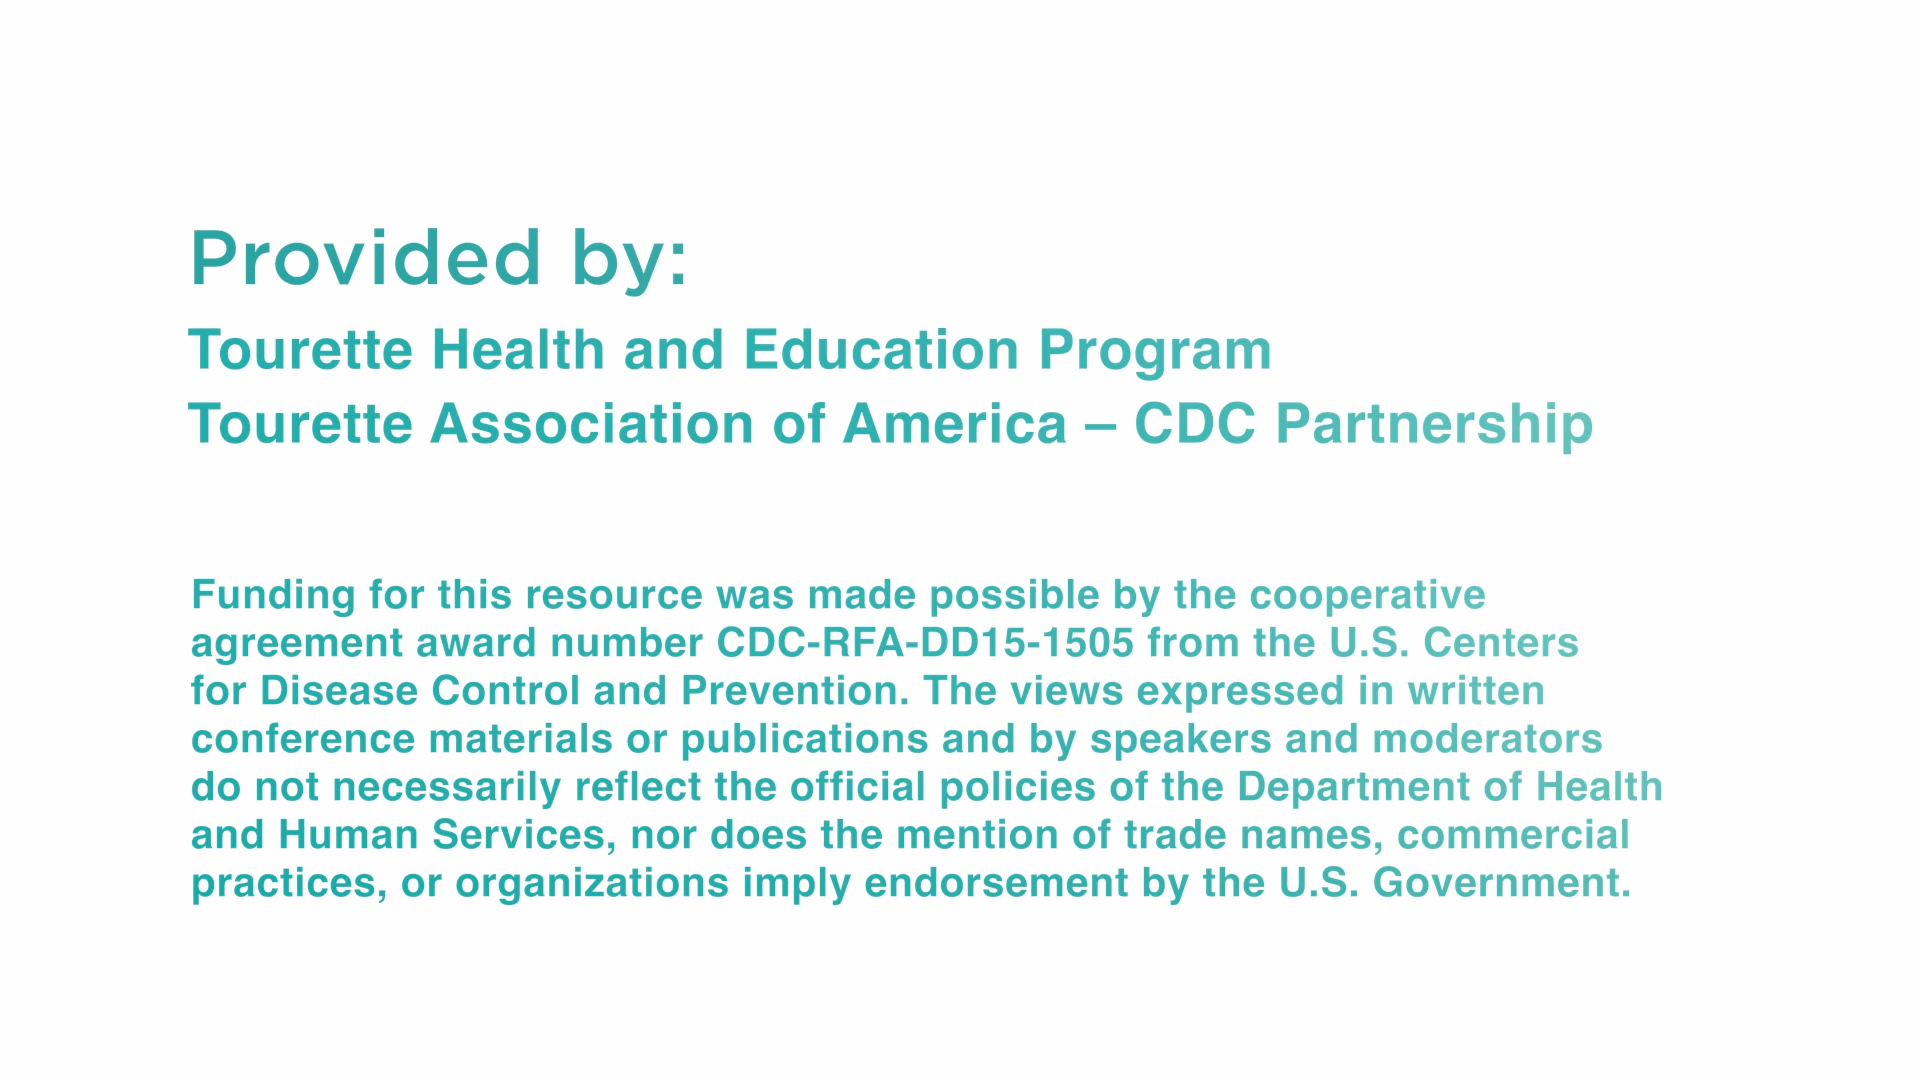 Provided by:
Tourette Health and Education Program
Tourette Association of America – CDC Partnership
Funding for this resource was made possible by the cooperative
agreement award number CDC-RFA-DD15-1505 from the U.S. Centers
for Disease Control and Prevention. The views expressed in written
conference materials or publications and by speakers and moderators
do not necessarily reflect the official policies of the Department of Health
and Human Services, nor does the mention of trade names, commercial
practices, or organizations imply endorsement by the U.S. Government.